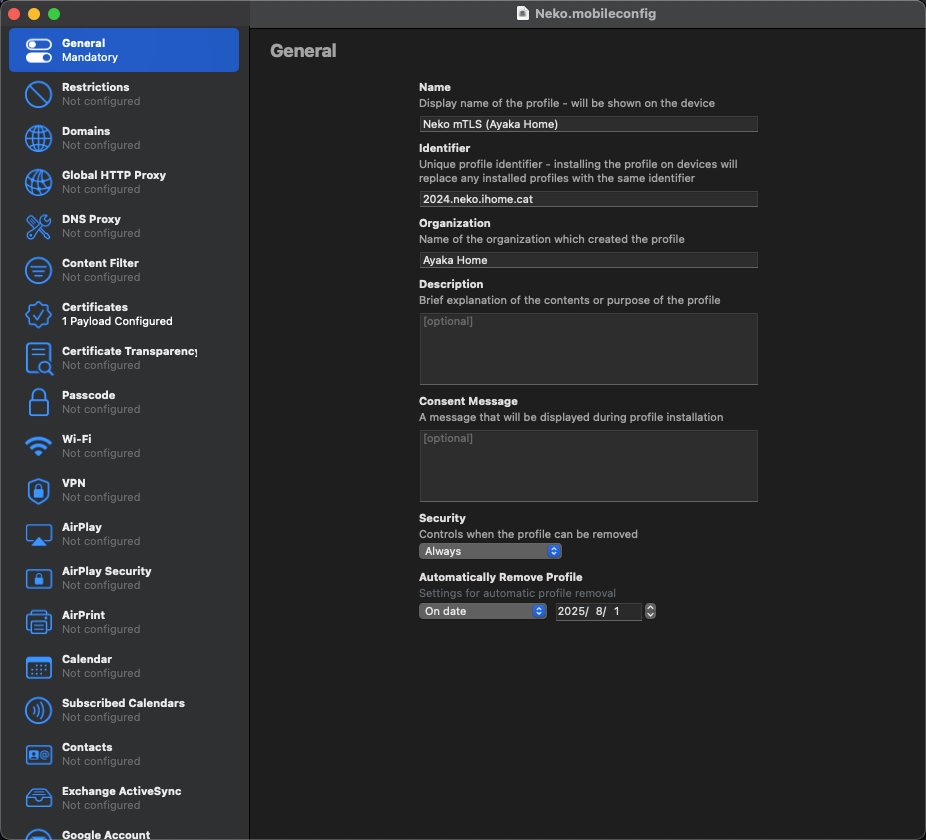 Neko.mobileconfig
General
Mandatory
Restrictions
Not configured
Domains
Not configured
Global HTTP Proxy
Not configured
DNS Proxy
Not configured
Content Filter
Not configured
Certificates
1 Payload Configured
Certificate Transparency
Not configured
Passcode
Not configured
Wi-Fi
Not configured
VPN
Not configured
AirPlay
Not configured
AirPlay Security
Not configured
AirPrint
Not configured
Calendar
Not configured
Subscribed Calendars
Not configured
Contacts
Not configured
Exchange ActiveSync
Not configured
Google Account
General
Name
Display name of the profile - will be shown on the device
Neko mTLS (Ayaka Home)
Identifier
Unique profile identifier - installing the profile on devices will
replace any installed profiles with the same identifier
2024.neko.ihome.cat
Organization
Name of the organization which created the profile
Ayaka Home
Description
Brief explanation of the contents or purpose of the profile
[optional]
Consent Message
A message that will be displayed during profile installation
[optional]
Security
Controls when the profile can be removed
Always
Automatically Remove Profile
Settings for automatic profile removal
On date 2025/ 8/ 1